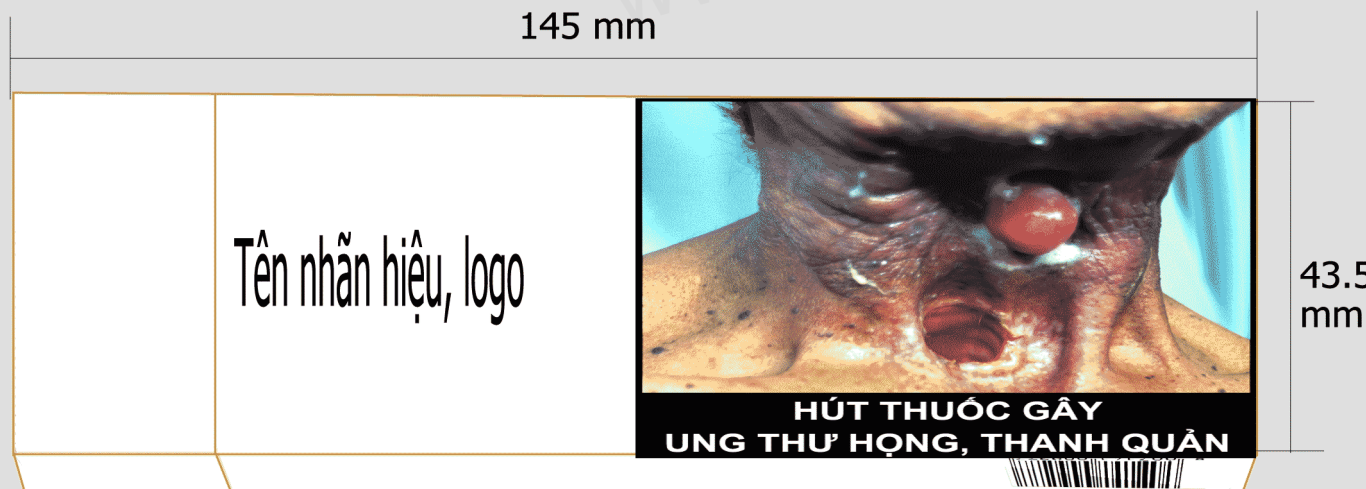 145 mm
Tên nhãn hiệu, logo
43.5
mm
HÚT THUỐC GÂY
UNG THƯ HỌNG, THANH QUẢN